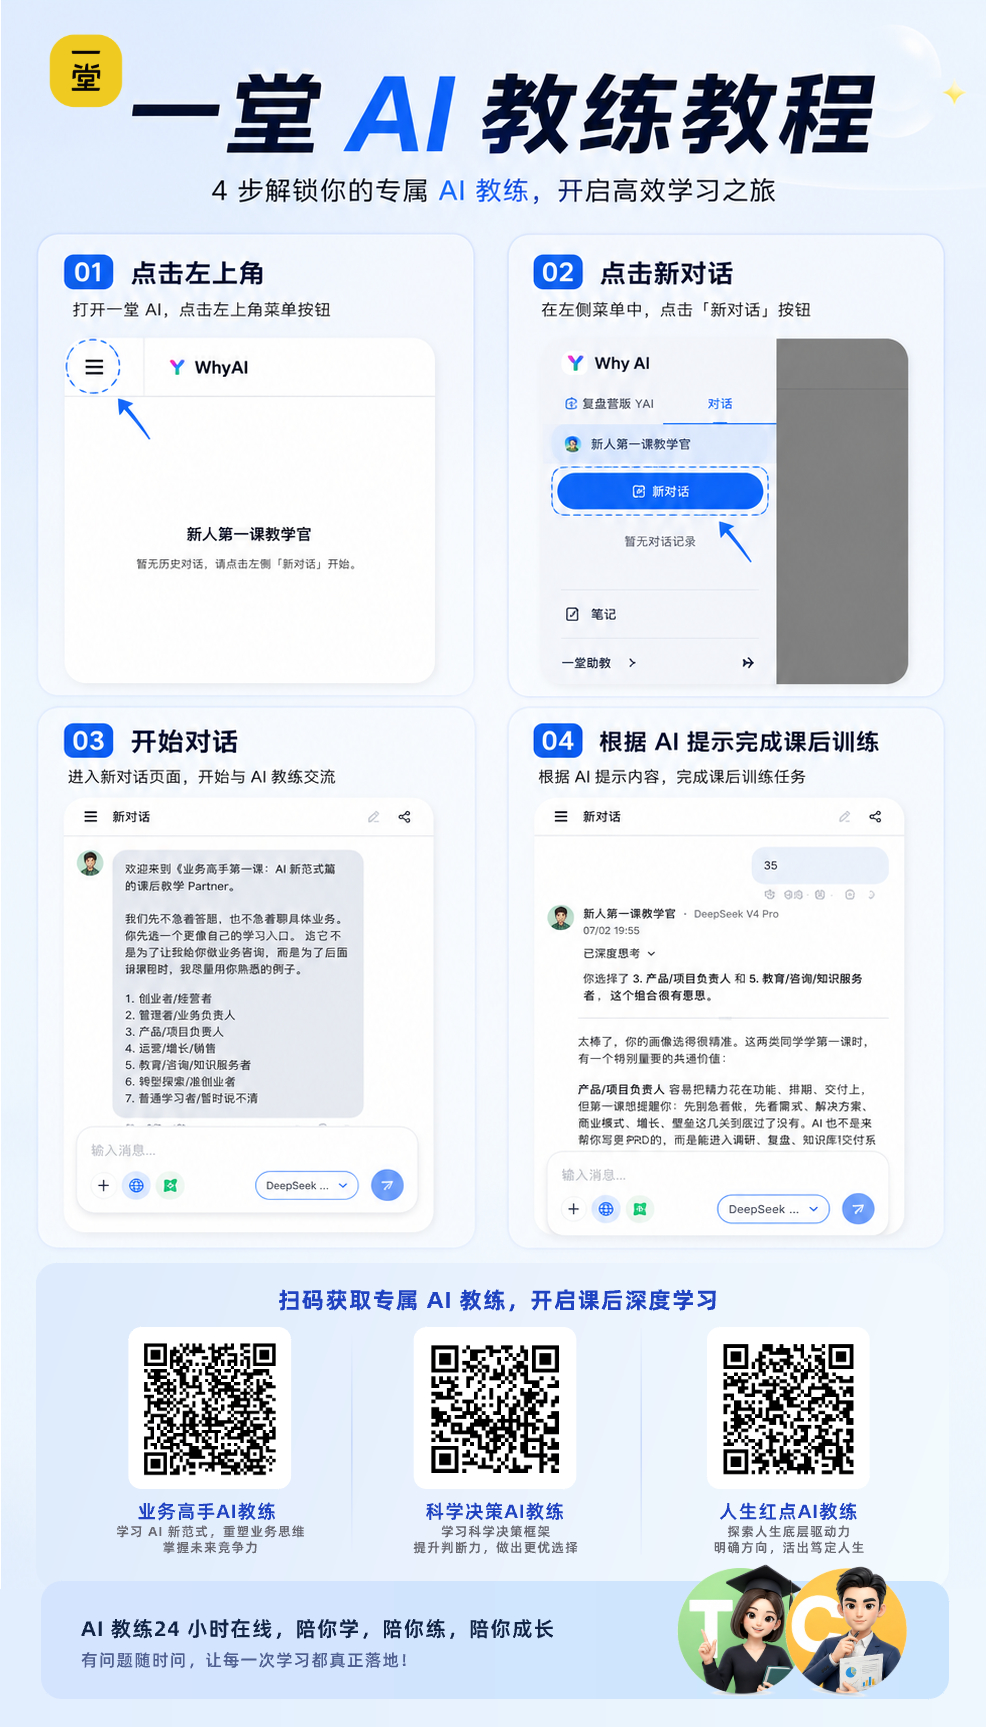 一堂
一堂 AI 教练教程
4 步解锁你的专属 AI 教练，开启高效学习之旅
01 点击左上角
打开一堂 AI，点击左上角菜单按钮
WhyAI
新人第一课教学官
暂无历史对话，请点击左侧「新对话」开始。
02 点击新对话
在左侧菜单中，点击「新对话」按钮
Why AI
复盘营版 YAI 对话
新人第一课教学官
新对话
暂无对话记录
笔记
一堂助教
03 开始对话
进入新对话页面，开始与 AI 教练交流
新对话
欢迎来到《业务高手第一课：AI 新范式篇
的课后教学 Partner。
我们先不急着答题，也不急着聊具体业务。
你先选一个更像自己的学习入口。 这它不
是为了让我给你做业务咨询，而是为了后面
时，我尽量用你熟悉的例子。
1. 创业者/经营者
2. 管理者/业务负责人
3. 产品/项目负责人
4. 运营/增长/销售
5. 教育/咨询/知识服务者
6. 转型探索/准创业者
7. 普通学习者/暂时说不清
输入消息...
DeepSeek ...
04 根据 AI 提示完成课后训练
根据 AI 提示内容，完成课后训练任务
新对话
35
新人第一课教学官 · DeepSeek V4 Pro
07/02 19:55
已深度思考
你选择了 3. 产品/项目负责人 和 5. 教育/咨询/知识服务
者，这个组合很有意思。
太棒了，你的画像选得很精准。这两类同学学第一课时，
有一个特别重要的共通价值：
产品/项目负责人 容易把精力花在功能、排期、交付上，
但第一课想提醒你：先别急着做，先看需式、解决方案、
商业模式、增长、壁垒这几关到底过了没有。AI 也不是来
帮你写更PRD的，而是能进入调研、复盘、知识库交付系
输入消息...
DeepSeek ...
扫码获取专属 AI 教练，开启课后深度学习
业务高手AI教练
学习 AI 新范式，重塑业务思维
掌握未来竞争力
科学决策AI教练
学习科学决策框架
提升判断力，做出更优选择
人生红点AI教练
探索人生底层驱动力
明确方向，活出笃定人生
AI 教练24 小时在线，陪你学，陪你练，陪你成长
有问题随时问，让每一次学习都真正落地！
T C